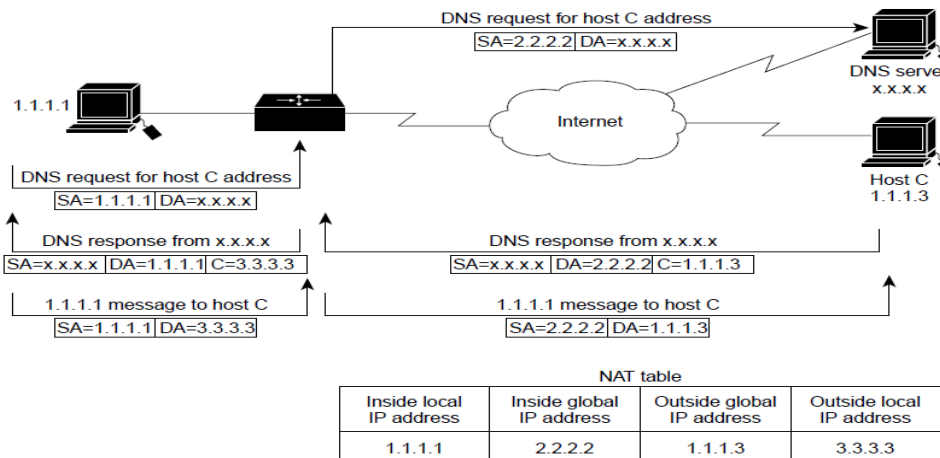 DNS request for host C address
SA=2.2.2.2 DA=x.x.x.x
DNS serve
x.x.x.x
1.1.1.1
Internet
Host C
1.1.1.3
DNS request for host C address
SA=1.1.1.1 DA=x.x.x.x
DNS response from x.x.x.x
SA=x.x.x.x DA=1.1.1.1 C=3.3.3.3
DNS response from x.x.x.x
SA=x.x.x.x DA=2.2.2.2 C=1.1.1.3
1.1.1.1 message to host C
SA=1.1.1.1 DA=3.3.3.3
1.1.1.1 message to host C
SA=2.2.2.2 DA=1.1.1.3
NAT table
Inside local IP address
Inside global IP address
Outside global IP address
Outside local IP address
1.1.1.1 2.2.2.2 1.1.1.3 3.3.3.3